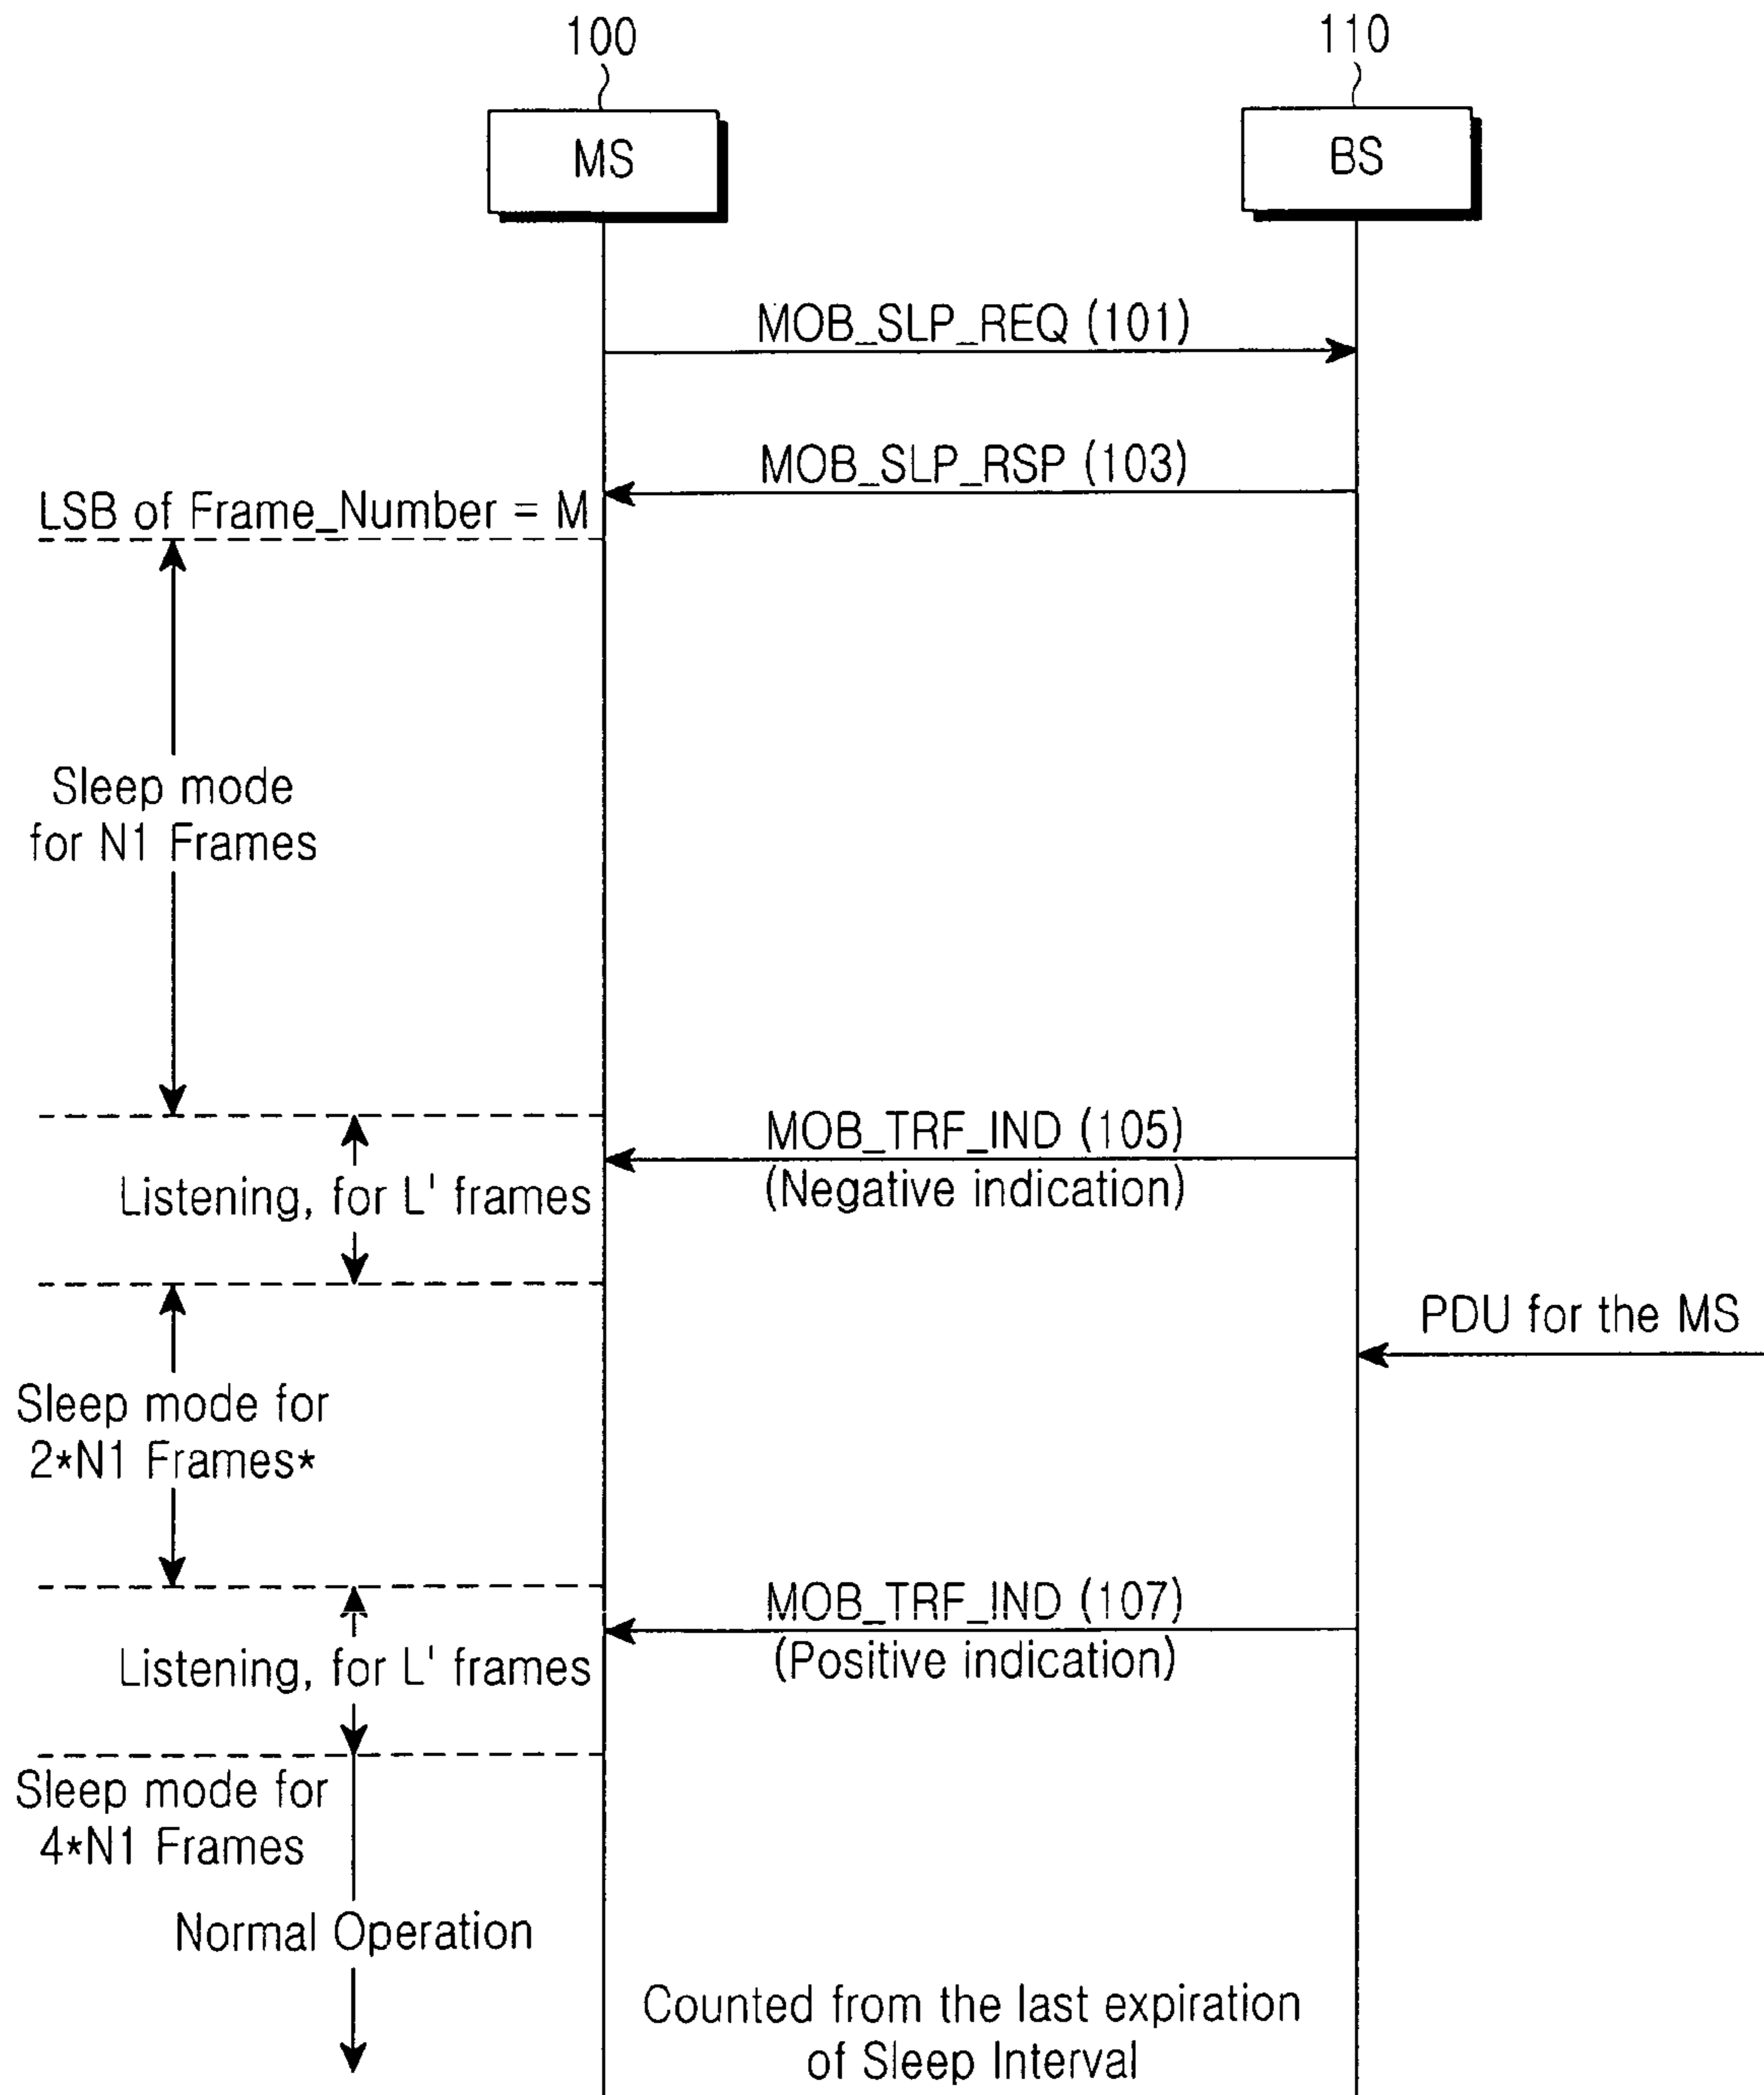 100
110
MS
BS
MOB_SLP_REQ (101)
MOB_SLP_RSP (103)
LSB of Frame_Number = M
Sleep mode
for N1 Frames
MOB_TRF_IND (105)
(Negative indication)
Listening, for L' frames
PDU for the MS
Sleep mode for
2*N1 Frames*
MOB_TRF_IND (107)
(Positive indication)
Listening, for L' frames
Sleep mode for
4*N1 Frames
Normal Operation
Counted from the last expiration
of Sleep Interval